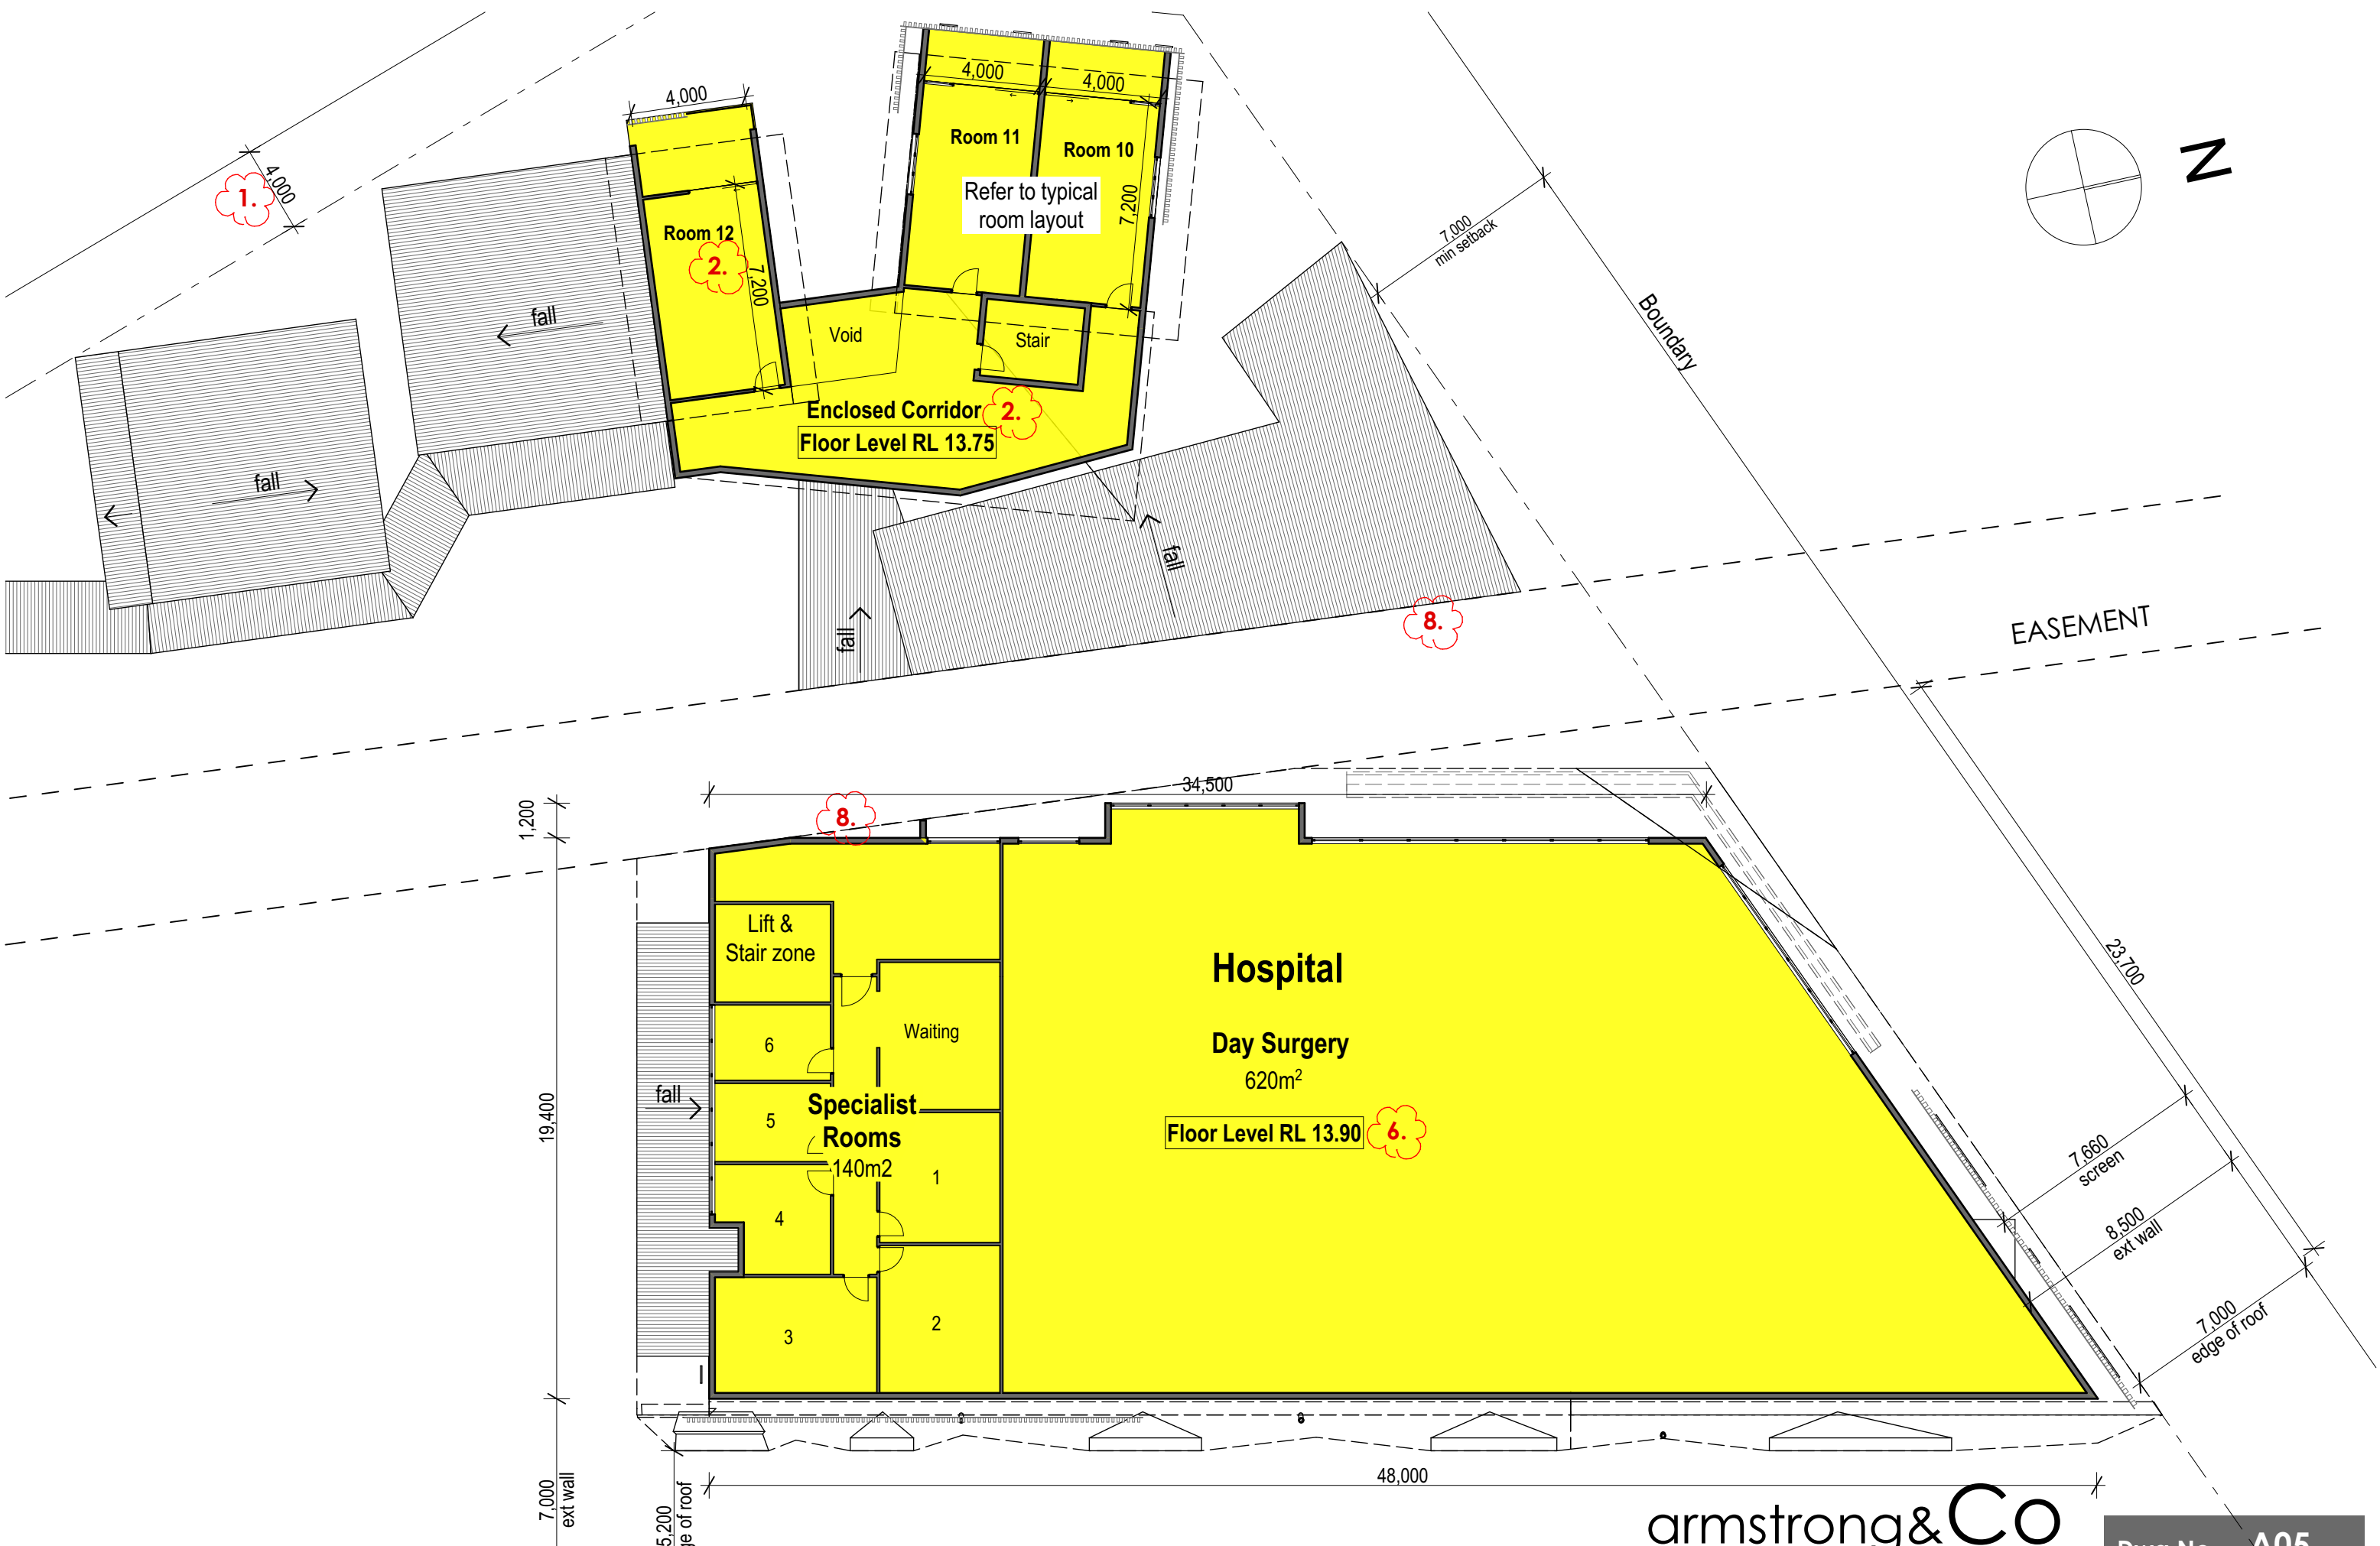 4,000
4,000
4,000
4,000
1.
Room 11
Room 10
Refer to typical
room layout
7,200
Room 12
2.
7,200
N
7,000
min setback
fall
Void
Stair
Boundary
Enclosed Corridor
2.
Floor Level RL 13.75
fall
fall
fall
8.
EASEMENT
34,500
1,200
8.
Lift &
Stair zone
Hospital
23,700
Waiting
6
Day Surgery
620m²
fall
5
Specialist
Rooms
140m2
19,400
Floor Level RL 13.90
6.
7,660
screen
1
4
8,500
ext wall
3
2
7,000
edge of roof
48,000
7,000
ext wall
5,200
ge of roof
armstrong&Co
Dwg No
A05